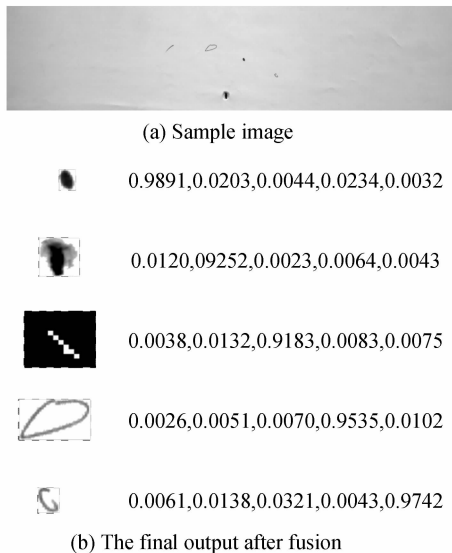 (a) Sample image
0.9891,0.0203,0.0044,0.0234,0.0032
0.0120,09252,0.0023,0.0064,0.0043
0.0038,0.0132,0.9183,0.0083,0.0075
0.0026,0.0051,0.0070,0.9535,0.0102
0.0061,0.0138,0.0321,0.0043,0.9742
(b) The final output after fusion